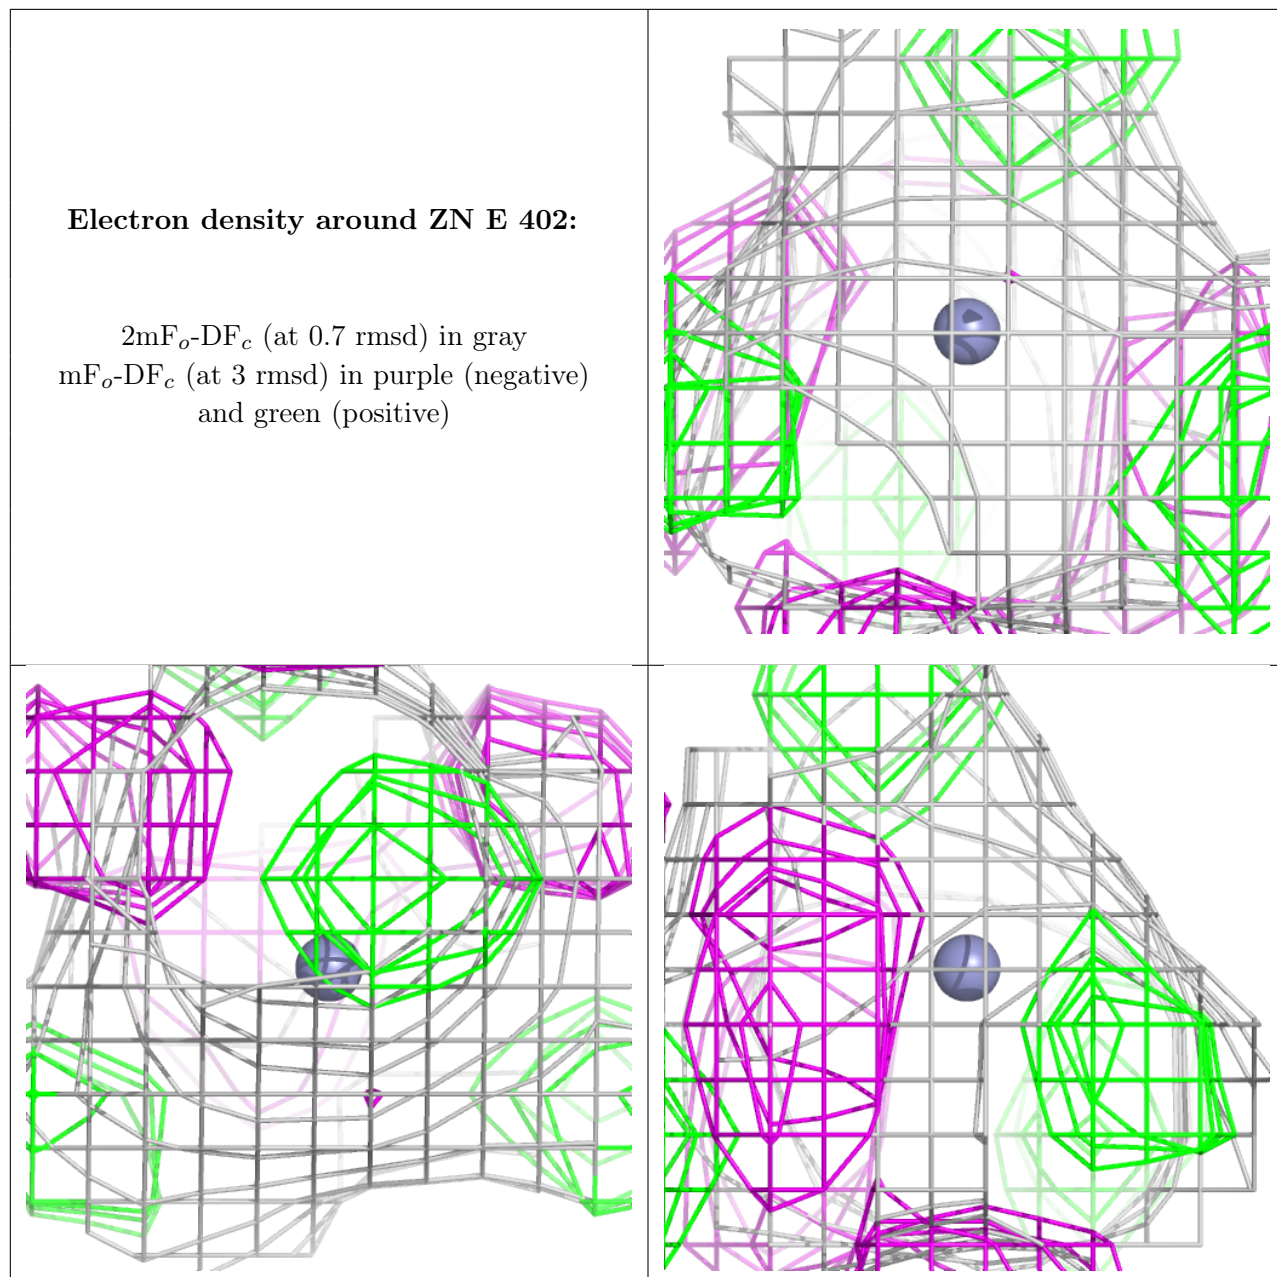 Electron density around ZN E 402:
2mFo-DFc (at 0.7 rmsd) in gray
mFo-DFc (at 3 rmsd) in purple (negative)
and green (positive)